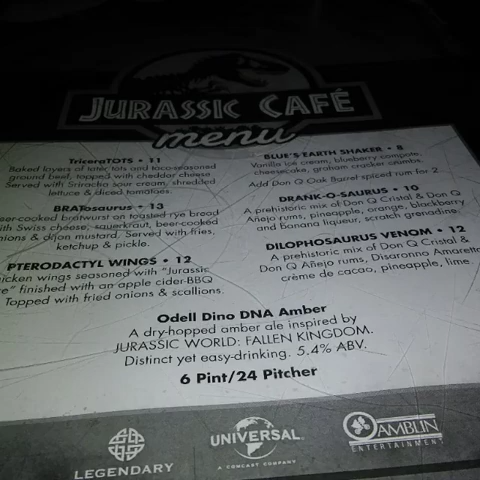 JURASSIC CAFÉ
menu
TriceraTOTS • 11
Baked layers of tater tots and taco-seasoned
ground beef, topped with cheddar cheese
Served with Sriracha sour cream, shredded
lettuce & diced tomatoes.
BRATosaurus • 13
eer-cooked bratwurst on toasted rye bread
with Swiss cheese, sauerkraut, beer-cooked
nions & dijon mustard. Served with fries,
ketchup & pickle.
PTERODACTYL WINGS • 12
hicken wings seasoned with "Jurassic
re" finished with an apple cider-BBQ
Topped with fried onions & scallions.
BLUE'S EARTH SHAKER • 8
Vanilla ice cream, blueberry compote,
cheesecake, graham cracker crumbs.
Add Don Q Oak Barrel spiced rum for 2
DRANK-O-SAURUS • 10
A prehistoric mix of Don Q Cristal & Don Q
Añejo rums, pineapple, orange, blackberry
and banana liqueur, scratch grenadine.
DILOPHOSAURUS VENOM • 12
A prehistoric mix of Don Q Cristal &
Don Q Añejo rums, Disaronno Amaretto
crème de cacao, pineapple, lime.
Odell Dino DNA Amber
A dry-hopped amber ale inspired by
JURASSIC WORLD: FALLEN KINGDOM.
Distinct yet easy-drinking. 5.4% ABV.
6 Pint/24 Pitcher
LEGENDARY
UNIVERSAL
A COMCAST COMPANY
AMBLIN
ENTERTAINMENT